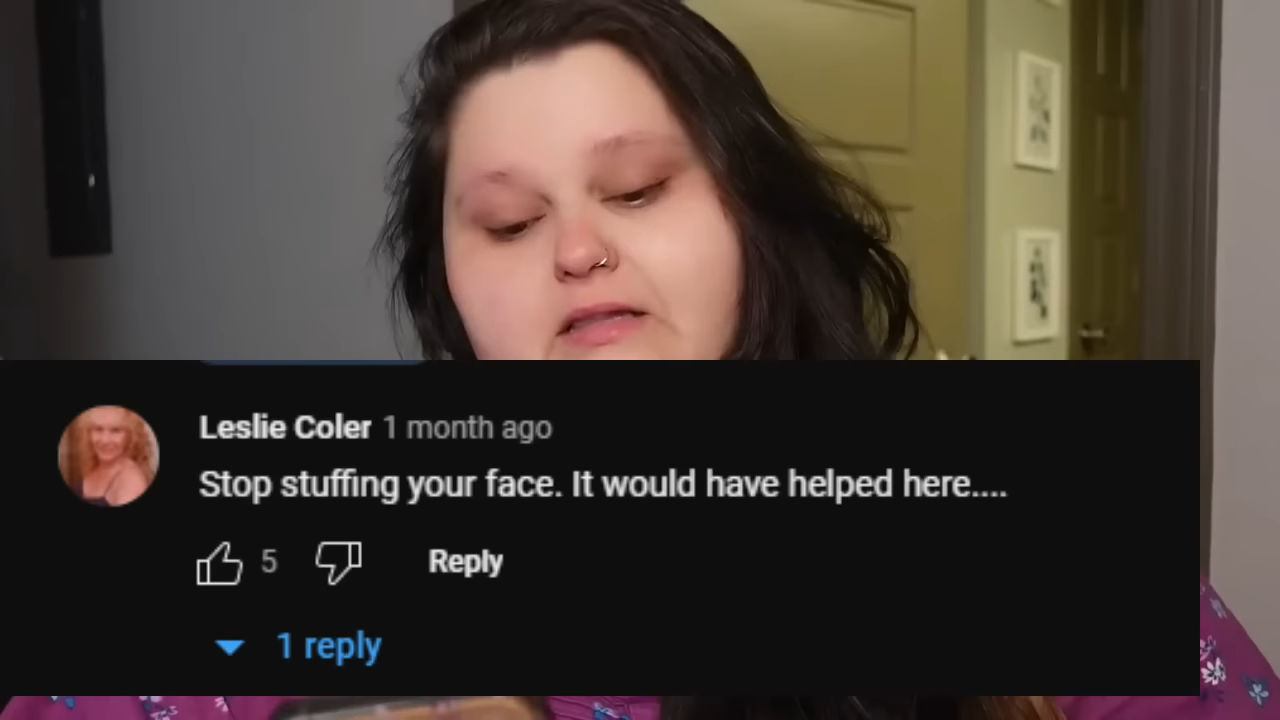 Leslie Coler 1 month ago
Stop stuffing your face. It would have helped here....
5 Reply
1 reply